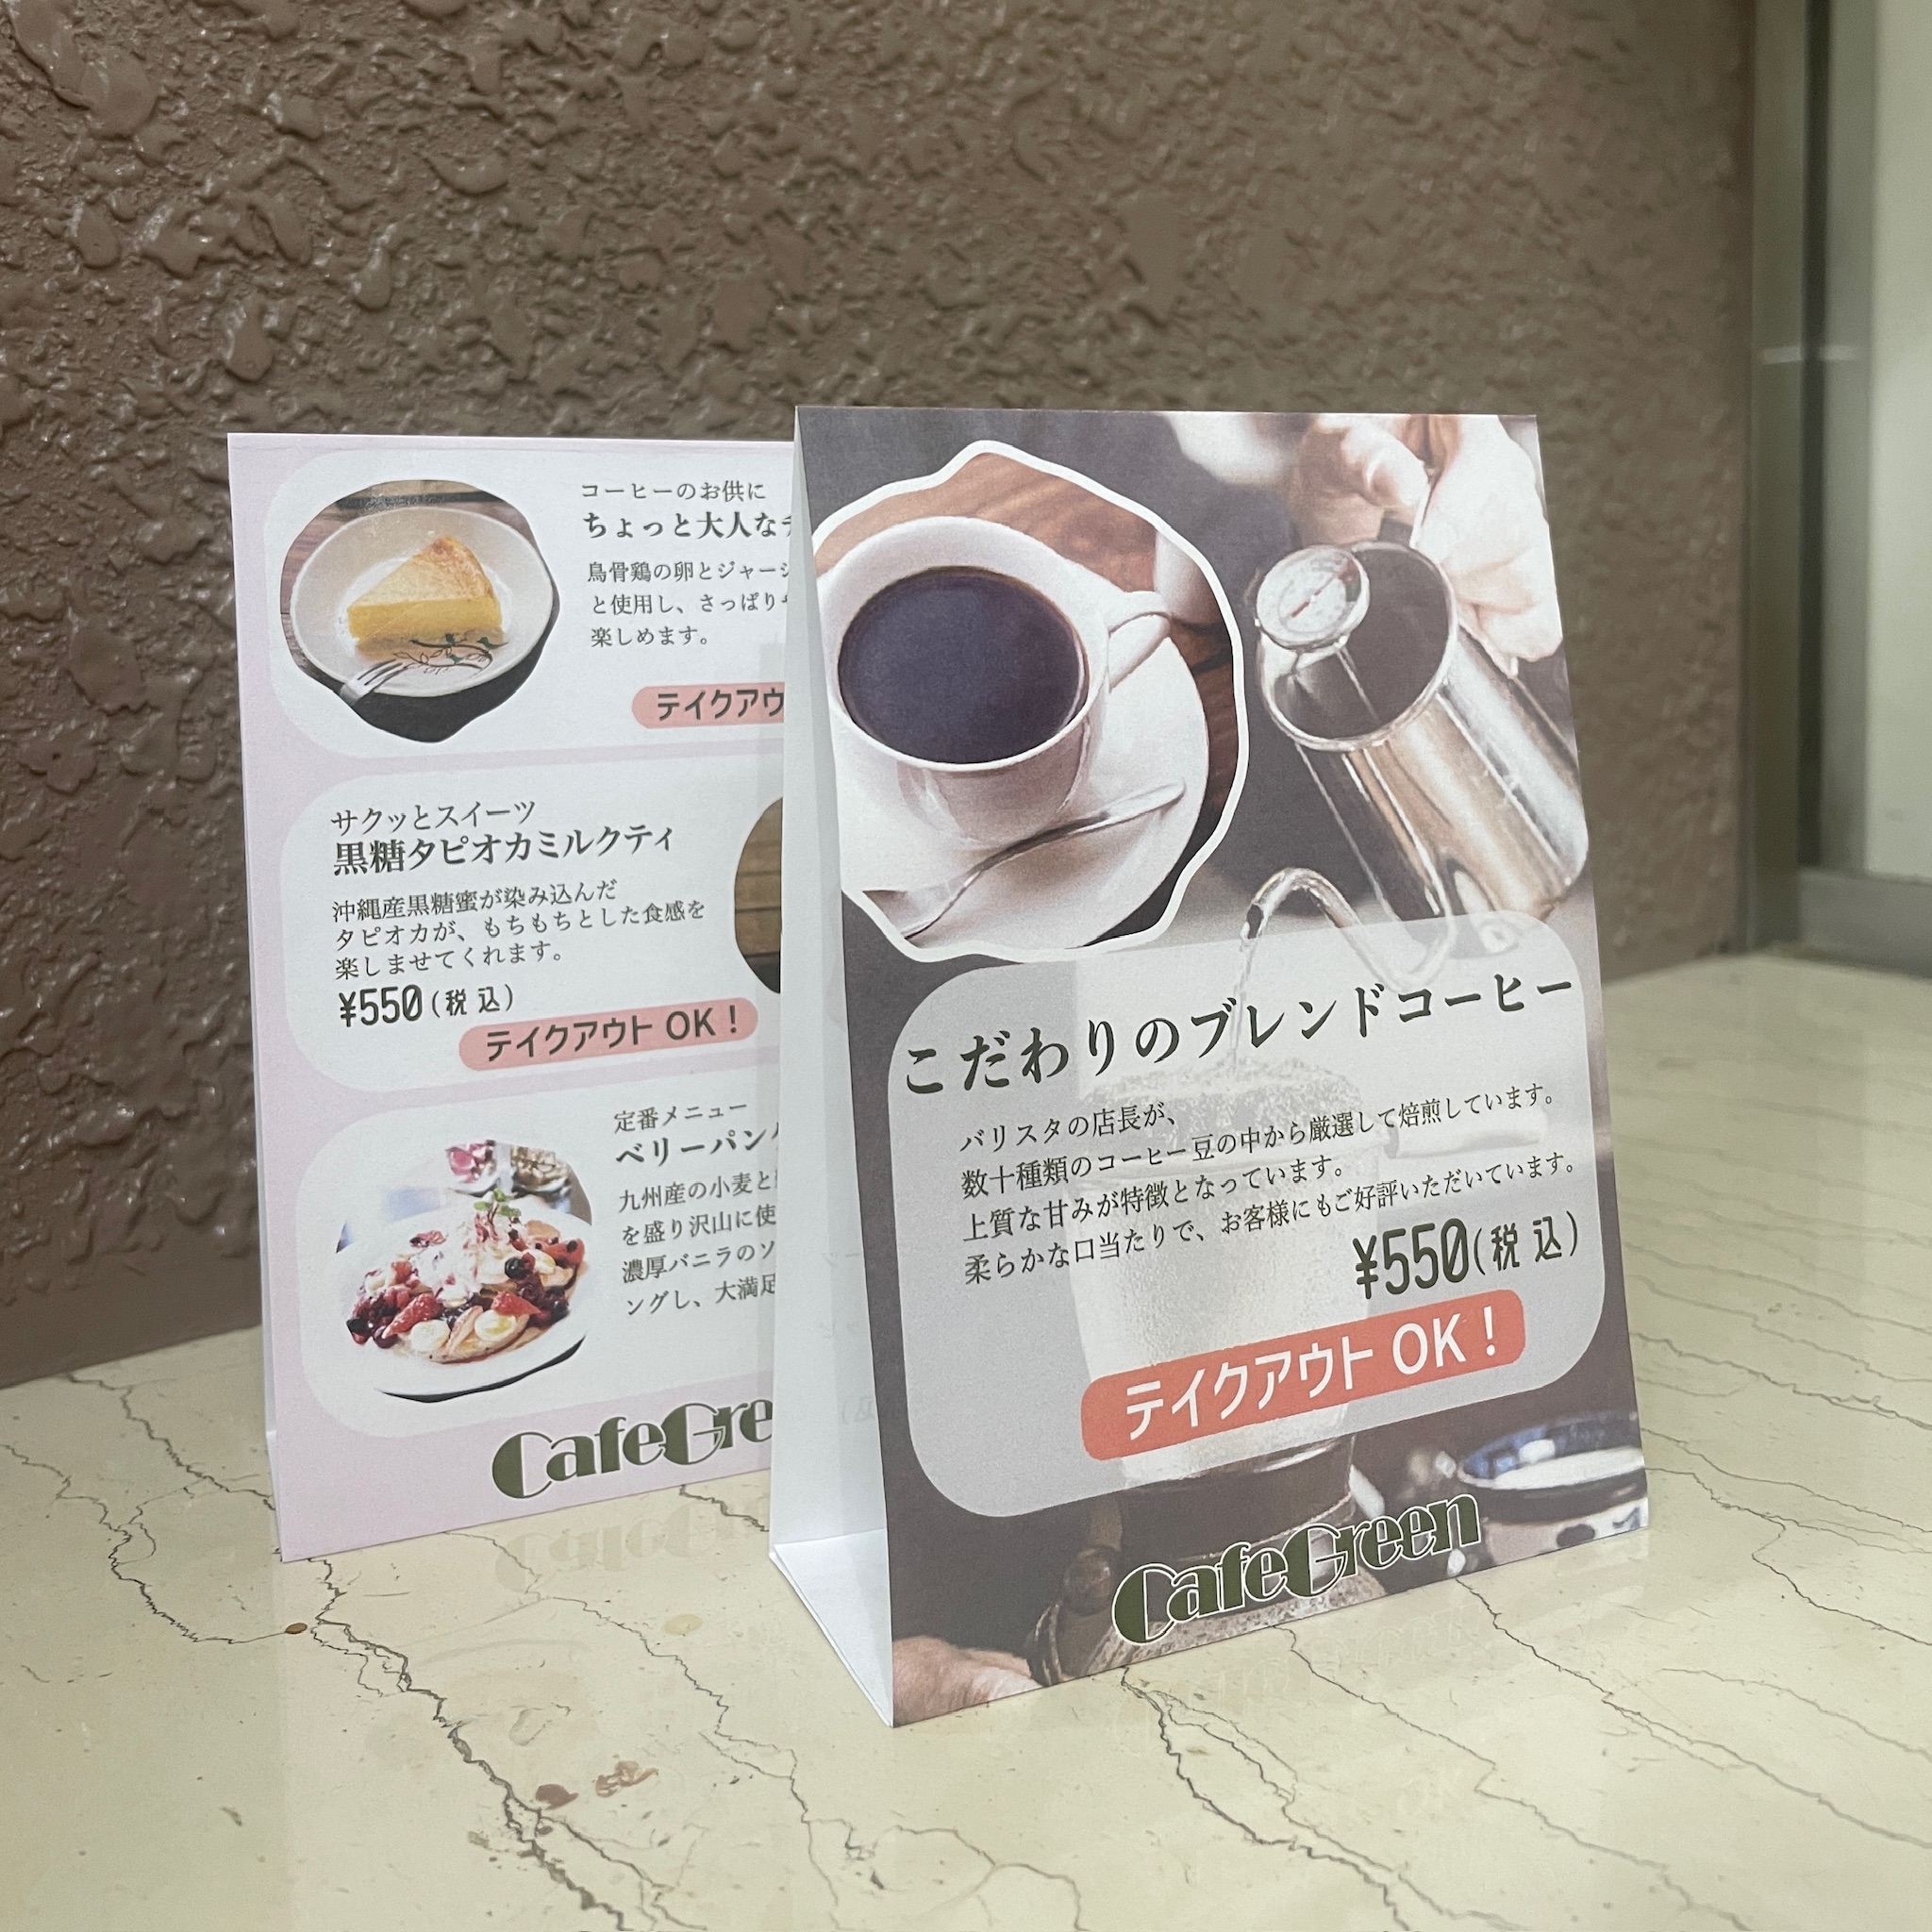 コーヒーのお供に
ちょっと大人な
烏骨鶏の卵とジャージ
と使用し、さっぱり
楽しめます。
テイクアウ
サクッとスイーツ
黒糖タピオカミルクティ
沖縄産黒糖蜜が染み込んだ
タピオカが、もちもちとした食感を
楽しませてくれます。
¥550(税込)
テイクアウト OK！
定番メニュー
ベリーパン
九州産の小麦と
を盛り沢山に使
濃厚バニラのソ
ングし、大満足
CafeGre
こだわりのブレンドコーヒー
バリスタの店長が、
数十種類のコーヒー豆の中から厳選して焙煎しています。
上質な甘みが特徴となっています。
柔らかな口当たりで、お客様にもご好評いただいています。
¥550(税込)
テイクアウト OK！
CafeGreen